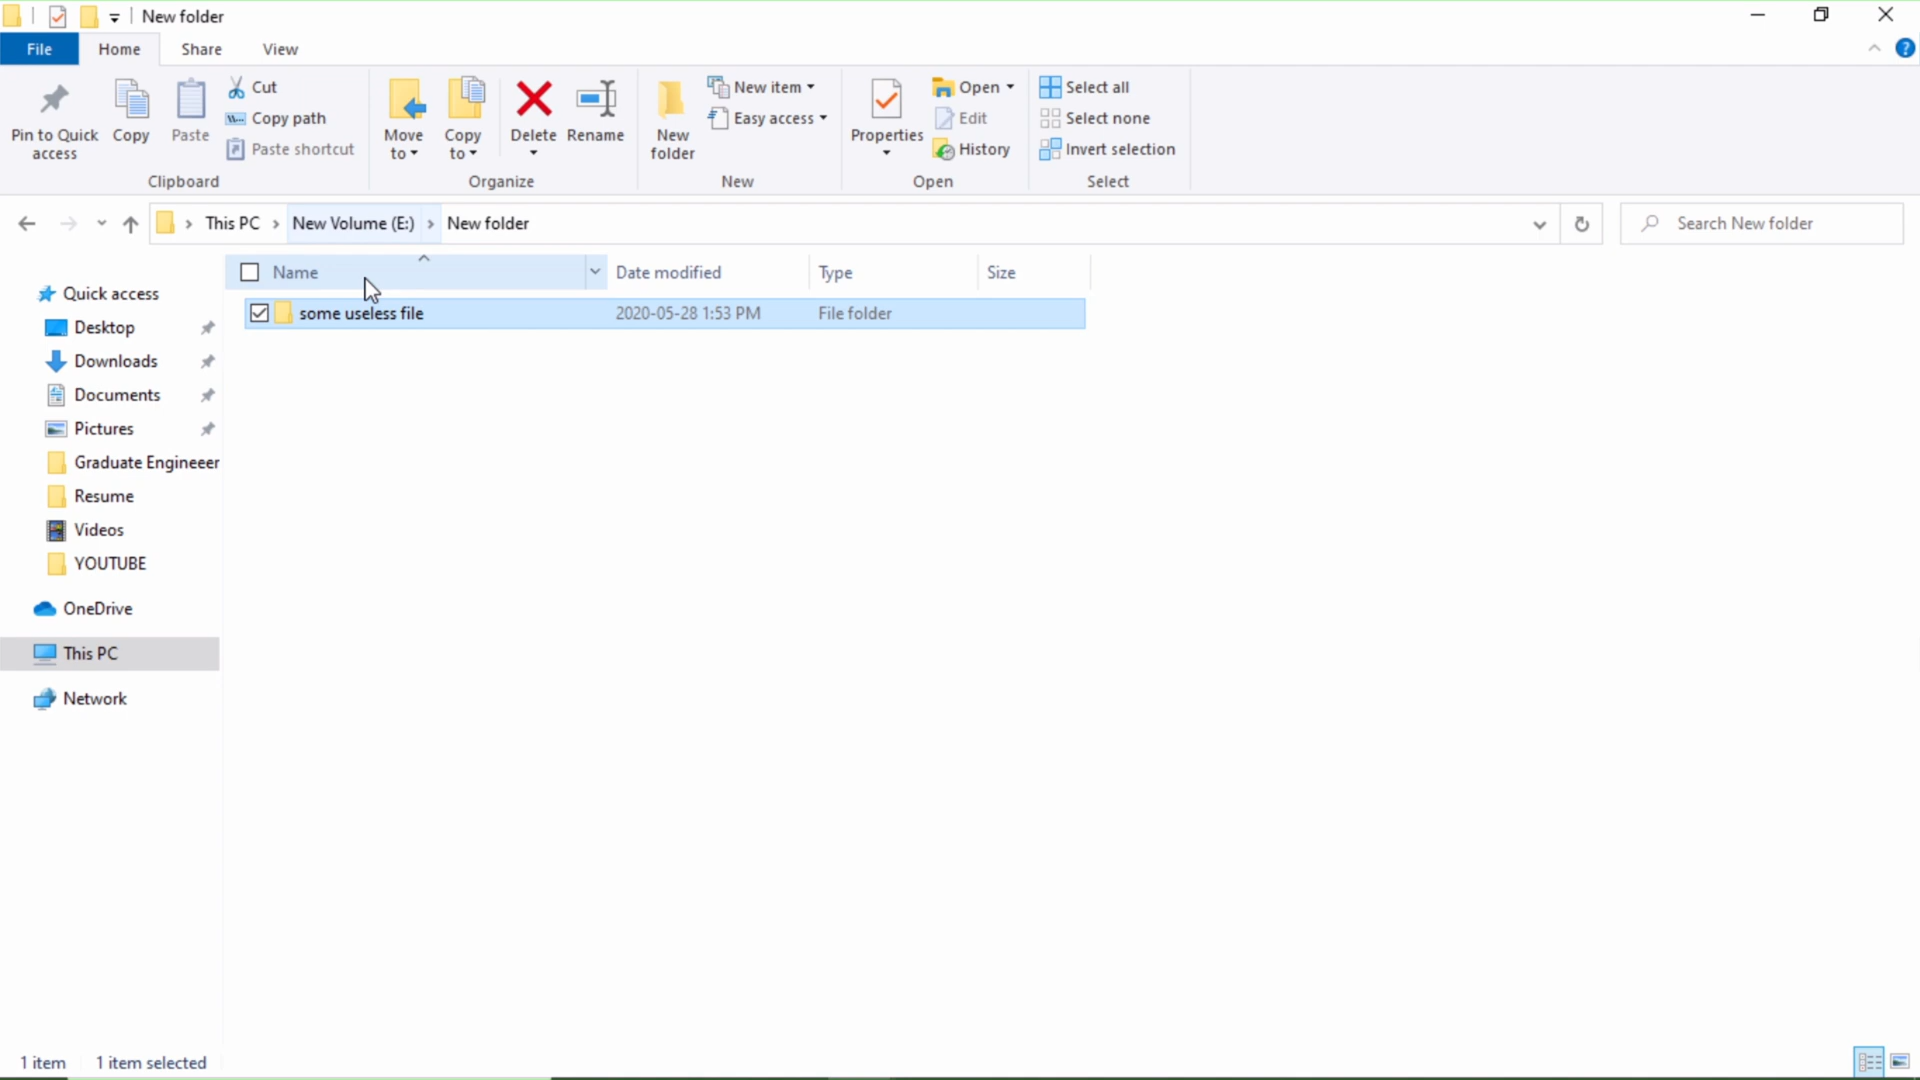 New folder
File Home Share View
Pin to Quick access
Copy
Paste
Cut
Copy path
Paste shortcut
Clipboard
Move to
Copy to
Delete
Rename
Organize
New folder
New item
Easy access
New
Properties
Open
Edit
History
Open
Select all
Select none
Invert selection
Select
This PC New Volume (E:) New folder
Search New folder
Name Date modified Type Size
some useless file 2020-05-28 1:53 PM File folder
Quick access
Desktop
Downloads
Documents
Pictures
Graduate Engineeer
Resume
Videos
YOUTUBE
OneDrive
This PC
Network
1 item 1 item selected